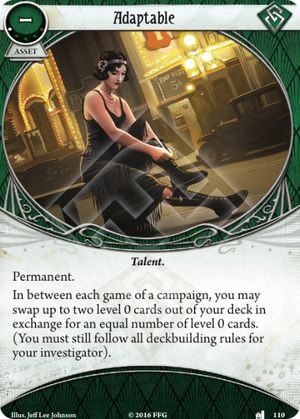 Adaptable
–
ASSET
Talent.
Permanent.
In between each game of a campaign, you may
swap up to two level 0 cards out of your deck in
exchange for an equal number of level 0 cards.
(You must still follow all deckbuilding rules for
your investigator).
Illus. Jeff Lee Johnson
© 2016 FFG
110